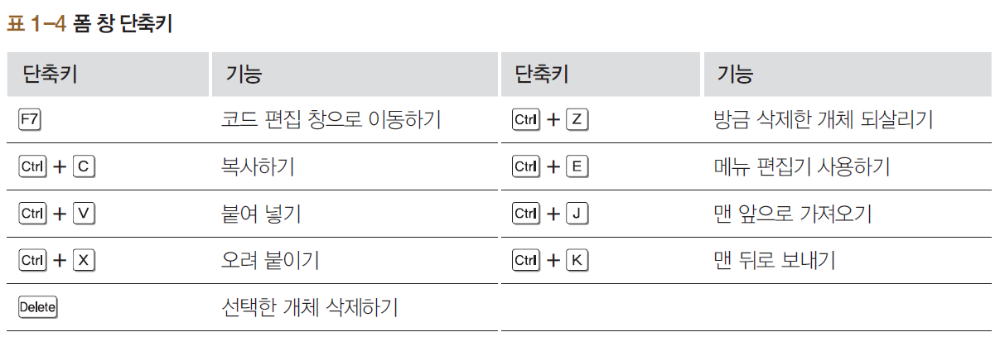 표 1-4 폼 창 단축키
단축키 기능 단축키 기능
F7 코드 편집 창으로 이동하기 Ctrl + Z 방금 삭제한 개체 되살리기
Ctrl + C 복사하기 Ctrl + E 메뉴 편집기 사용하기
Ctrl + V 붙여 넣기 Ctrl + J 맨 앞으로 가져오기
Ctrl + X 오려 붙이기 Ctrl + K 맨 뒤로 보내기
Delete 선택한 개체 삭제하기